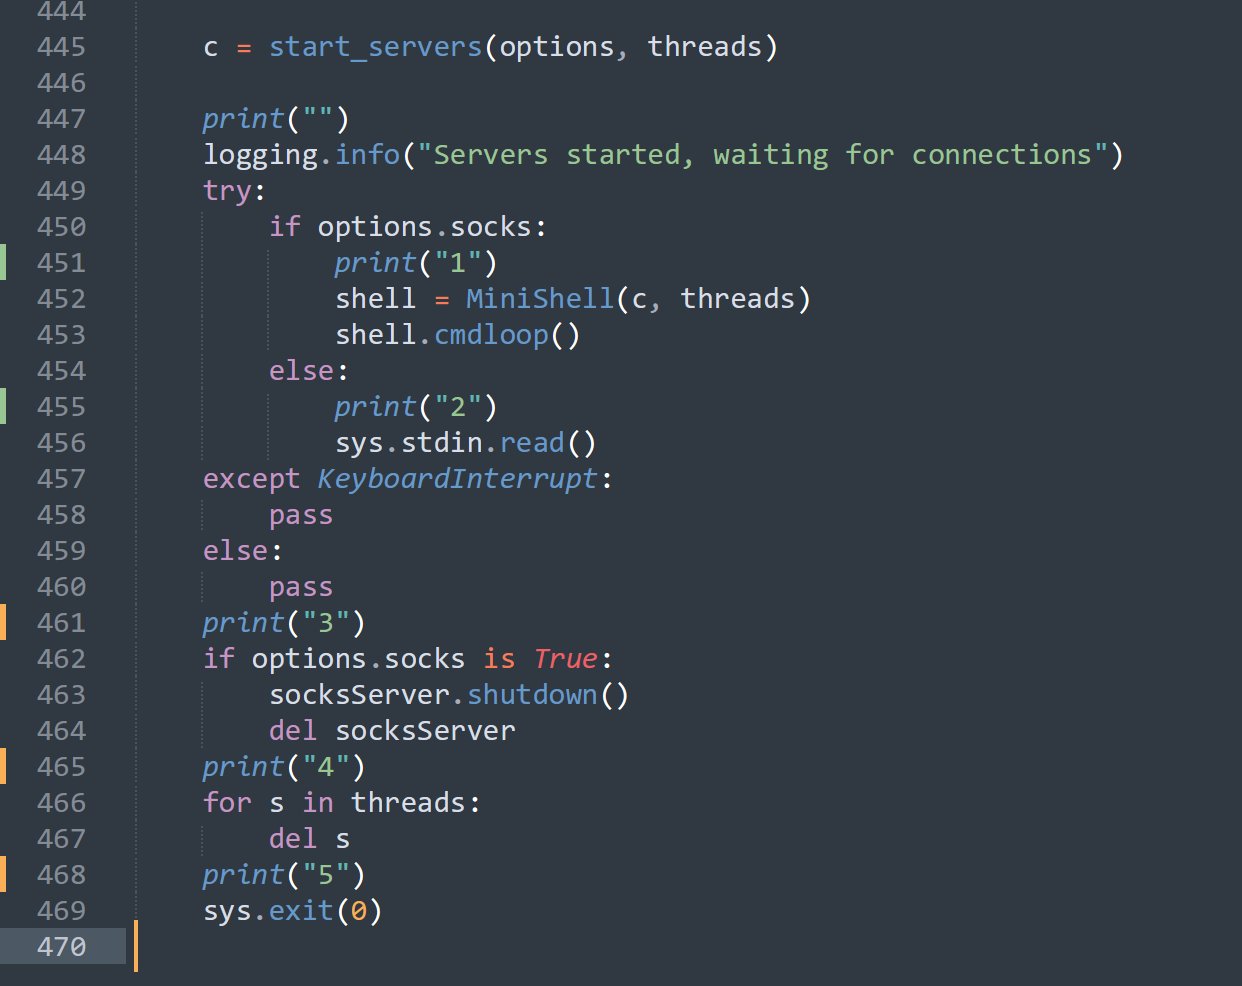 444
445 c = start_servers(options, threads)
446
447 print("")
448 logging.info("Servers started, waiting for connections")
449 try:
450 if options.socks:
451 print("1")
452 shell = MiniShell(c, threads)
453 shell.cmdloop()
454 else:
455 print("2")
456 sys.stdin.read()
457 except KeyboardInterrupt:
458 pass
459 else:
460 pass
461 print("3")
462 if options.socks is True:
463 socksServer.shutdown()
464 del socksServer
465 print("4")
466 for s in threads:
467 del s
468 print("5")
469 sys.exit(0)
470